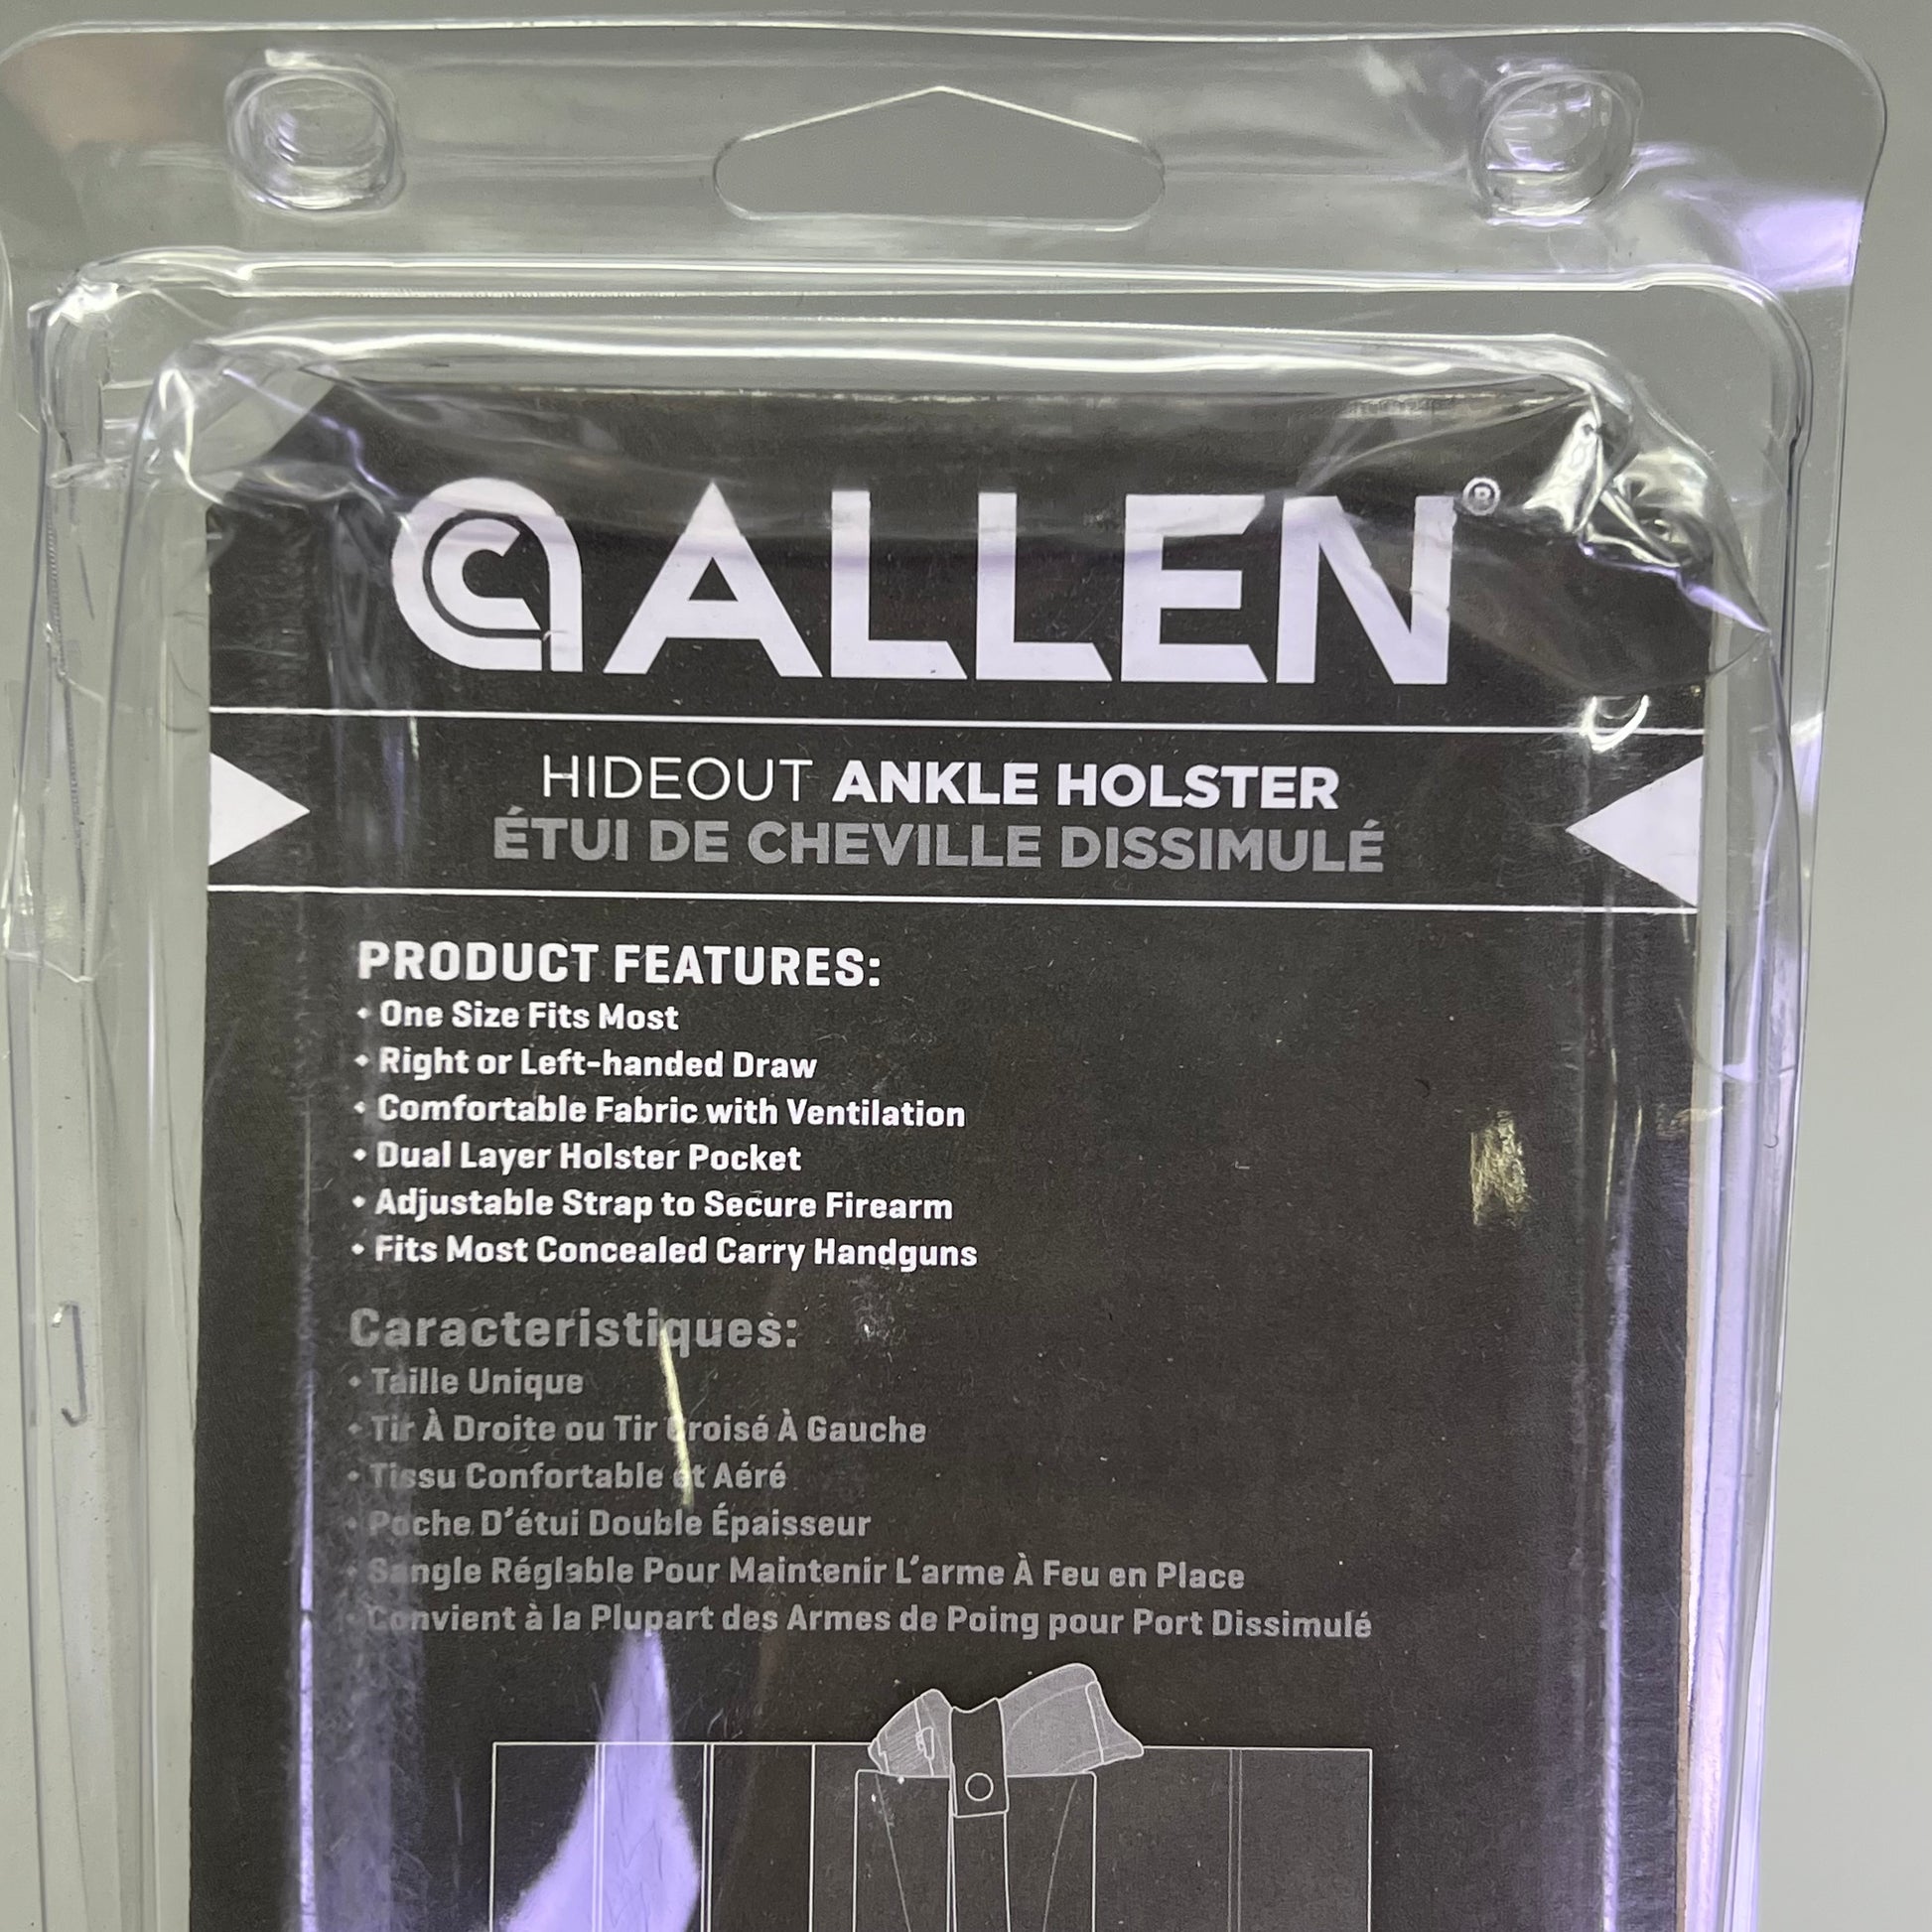 ALLEN®
HIDEOUT ANKLE HOLSTER
ÉTUI DE CHEVILLE DISSIMULÉ
PRODUCT FEATURES:
• One Size Fits Most
• Right or Left-handed Draw
• Comfortable Fabric with Ventilation
• Dual Layer Holster Pocket
• Adjustable Strap to Secure Firearm
• Fits Most Concealed Carry Handguns
Caracteristiques:
• Taille Unique
• Tir À Droite ou Tir Croisé À Gauche
• Tissu Confortable et Aéré
• Poche D'étui Double Épaisseur
• Sangle Réglable Pour Maintenir L'arme À Feu en Place
• Convient à la Plupart des Armes de Poing pour Port Dissimulé